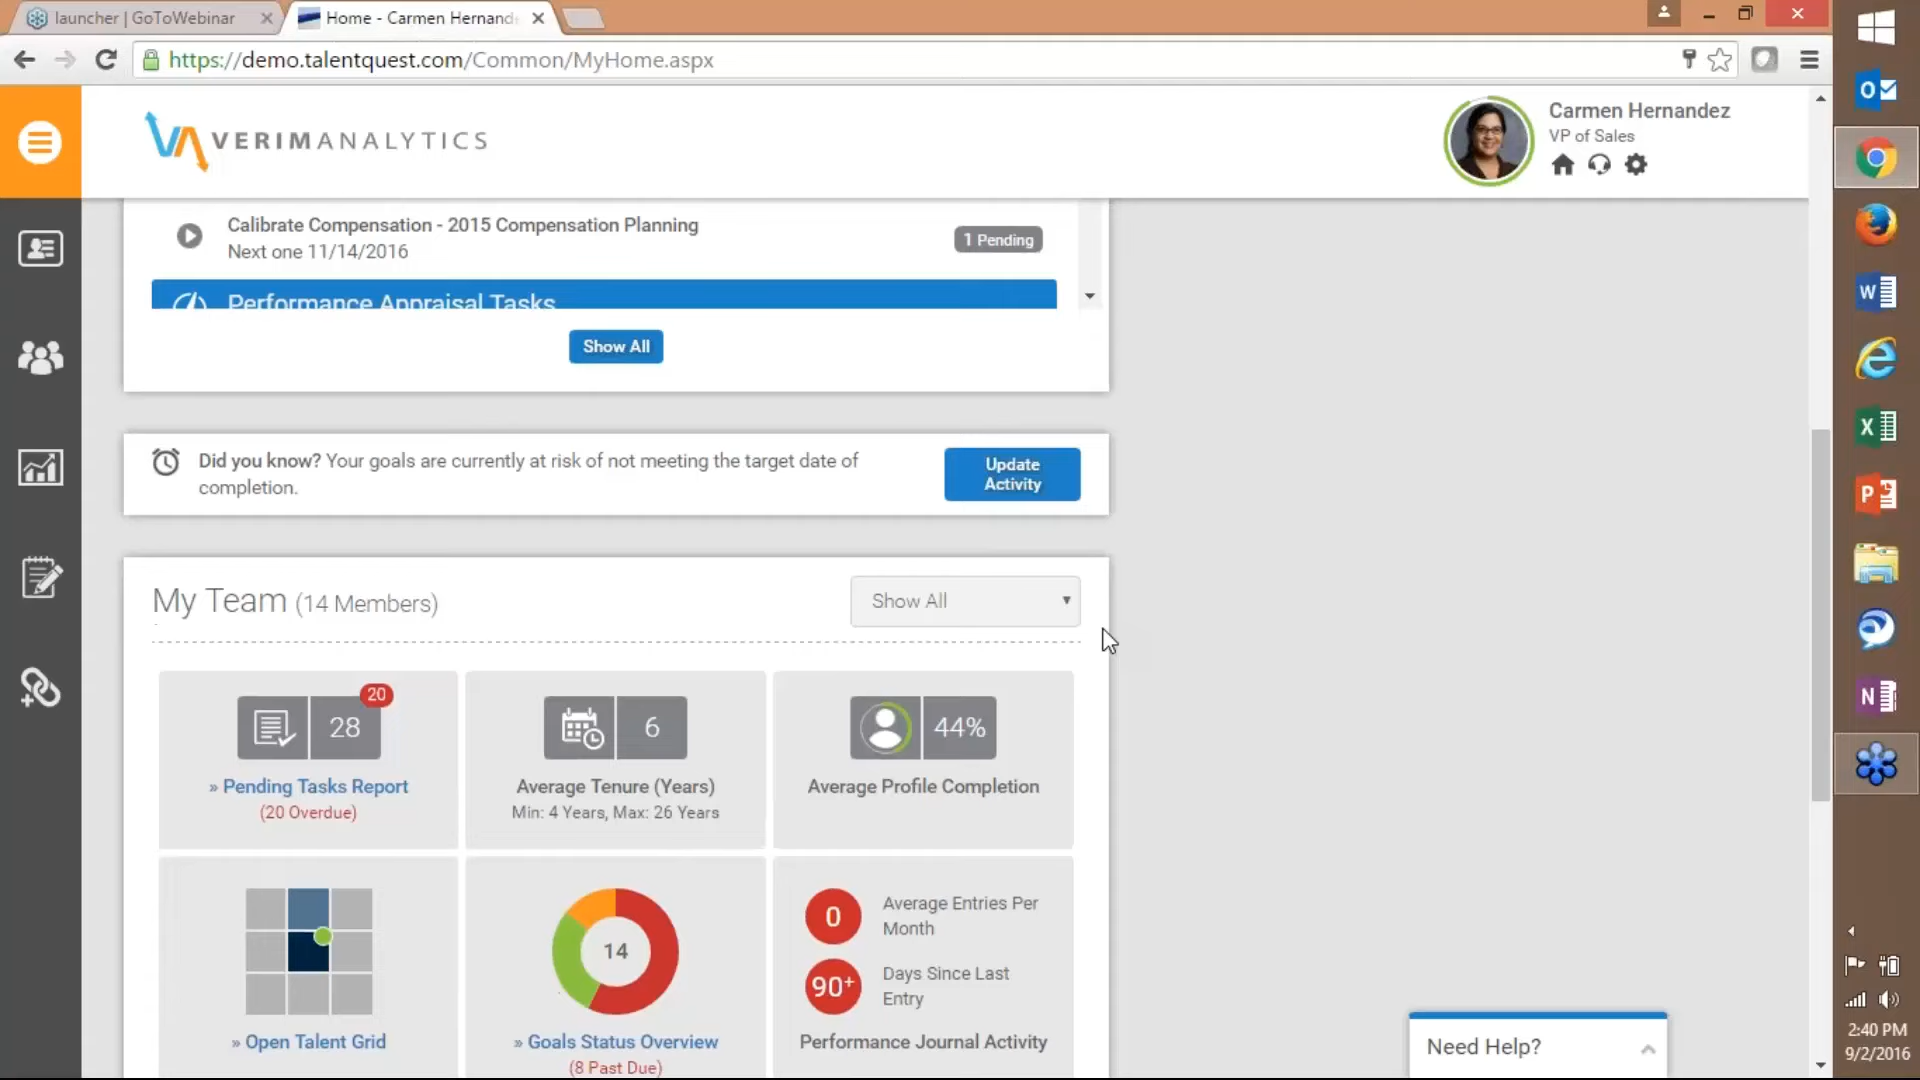 launcher | GoToWebinar
Home - Carmen Hernand
https://demo.talentquest.com/Common/MyHome.aspx
VERIMANALYTICS
Carmen Hernandez
VP of Sales
Calibrate Compensation - 2015 Compensation Planning
Next one 11/14/2016
1 Pending
Performance Appraisal Tasks
Show All
Did you know? Your goals are currently at risk of not meeting the target date of
completion.
Update
Activity
My Team (14 Members)
Show All
28
20
» Pending Tasks Report
(20 Overdue)
6
Average Tenure (Years)
Min: 4 Years, Max: 26 Years
44%
Average Profile Completion
» Open Talent Grid
14
» Goals Status Overview
(8 Past Due)
0
Average Entries Per
Month
90+
Days Since Last
Entry
Performance Journal Activity
Need Help?
2:40 PM
9/2/2016